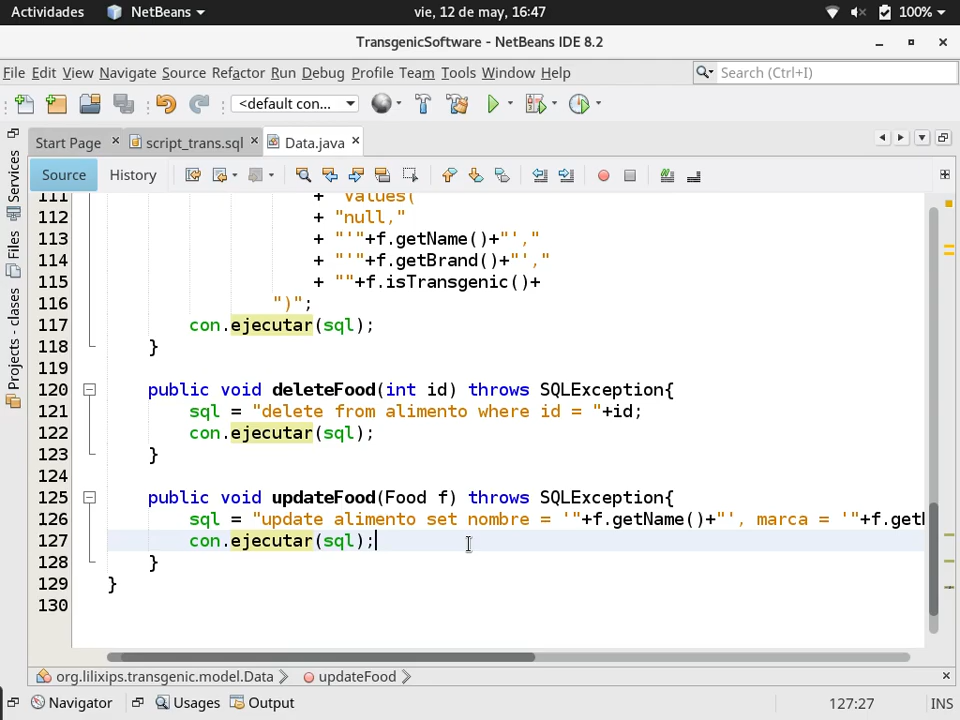 Actividades NetBeans vie, 12 de may, 16:47 100%
TransgenicSoftware - NetBeans IDE 8.2
File Edit View Navigate Source Refactor Run Debug Profile Team Tools Window Help Search (Ctrl+I)
<default con...
Start Page script_trans.sql Data.java
Source History
Services
Files
Projects - clases
111 + "values("
112 + "null,"
113 + "'"+f.getName()+"',"
114 + "'"+f.getBrand()+"',"
115 + ""+f.isTransgenic()+
116 ")";
117 con.ejecutar(sql);
118 }
119
120 public void deleteFood(int id) throws SQLException{
121 sql = "delete from alimento where id = "+id;
122 con.ejecutar(sql);
123 }
124
125 public void updateFood(Food f) throws SQLException{
126 sql = "update alimento set nombre = '"+f.getName()+"', marca = '"+f.get
127 con.ejecutar(sql);
128 }
129 }
130
org.lilixips.transgenic.model.Data updateFood
Navigator Usages Output 127:27 INS